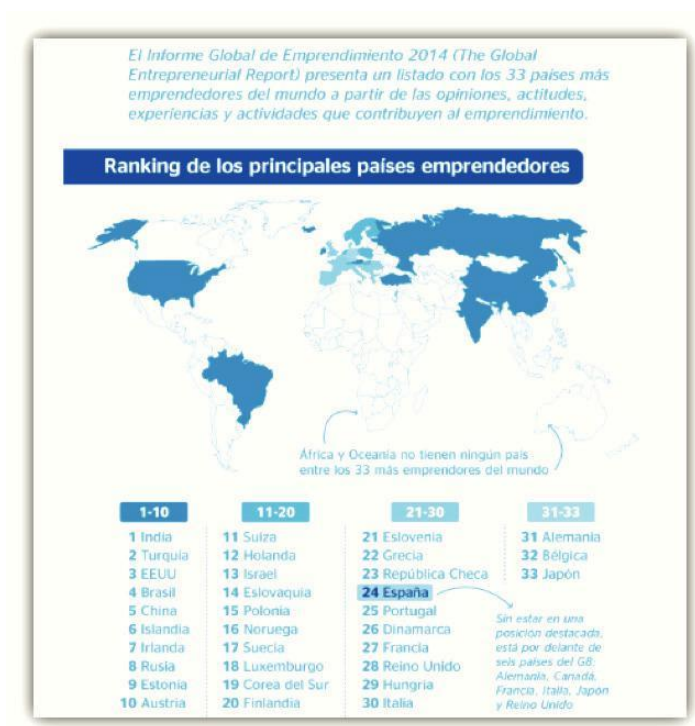 El Informe Global de Emprendimiento 2014 (The Global
Entrepreneurial Report) presenta un listado con los 33 países más
emprendedores del mundo a partir de las opiniones, actitudes,
experiencias y actividades que contribuyen al emprendimiento.
Ranking de los principales países emprendedores
África y Oceanía no tienen ningún país
entre los 33 más emprendores del mundo
1-10
1 India
2 Turquía
3 EEUU
4 Brasil
5 China
6 Islandia
7 Irlanda
8 Rusia
9 Estonia
10 Austria
11-20
11 Suiza
12 Holanda
13 Israel
14 Eslovaquia
15 Polonia
16 Noruega
17 Suecia
18 Luxemburgo
19 Corea del Sur
20 Finlandia
21-30
21 Eslovenia
22 Grecia
23 República Checa
24 España
25 Portugal
26 Dinamarca
27 Francia
28 Reino Unido
29 Hungria
30 Italia
31-33
31 Alemania
32 Bélgica
33 Japón
Sin estar en una
posición destacada,
está por delante de
seis países del G8:
Alemania, Canadá,
Francia, Italia, Japón
y Reino Unido